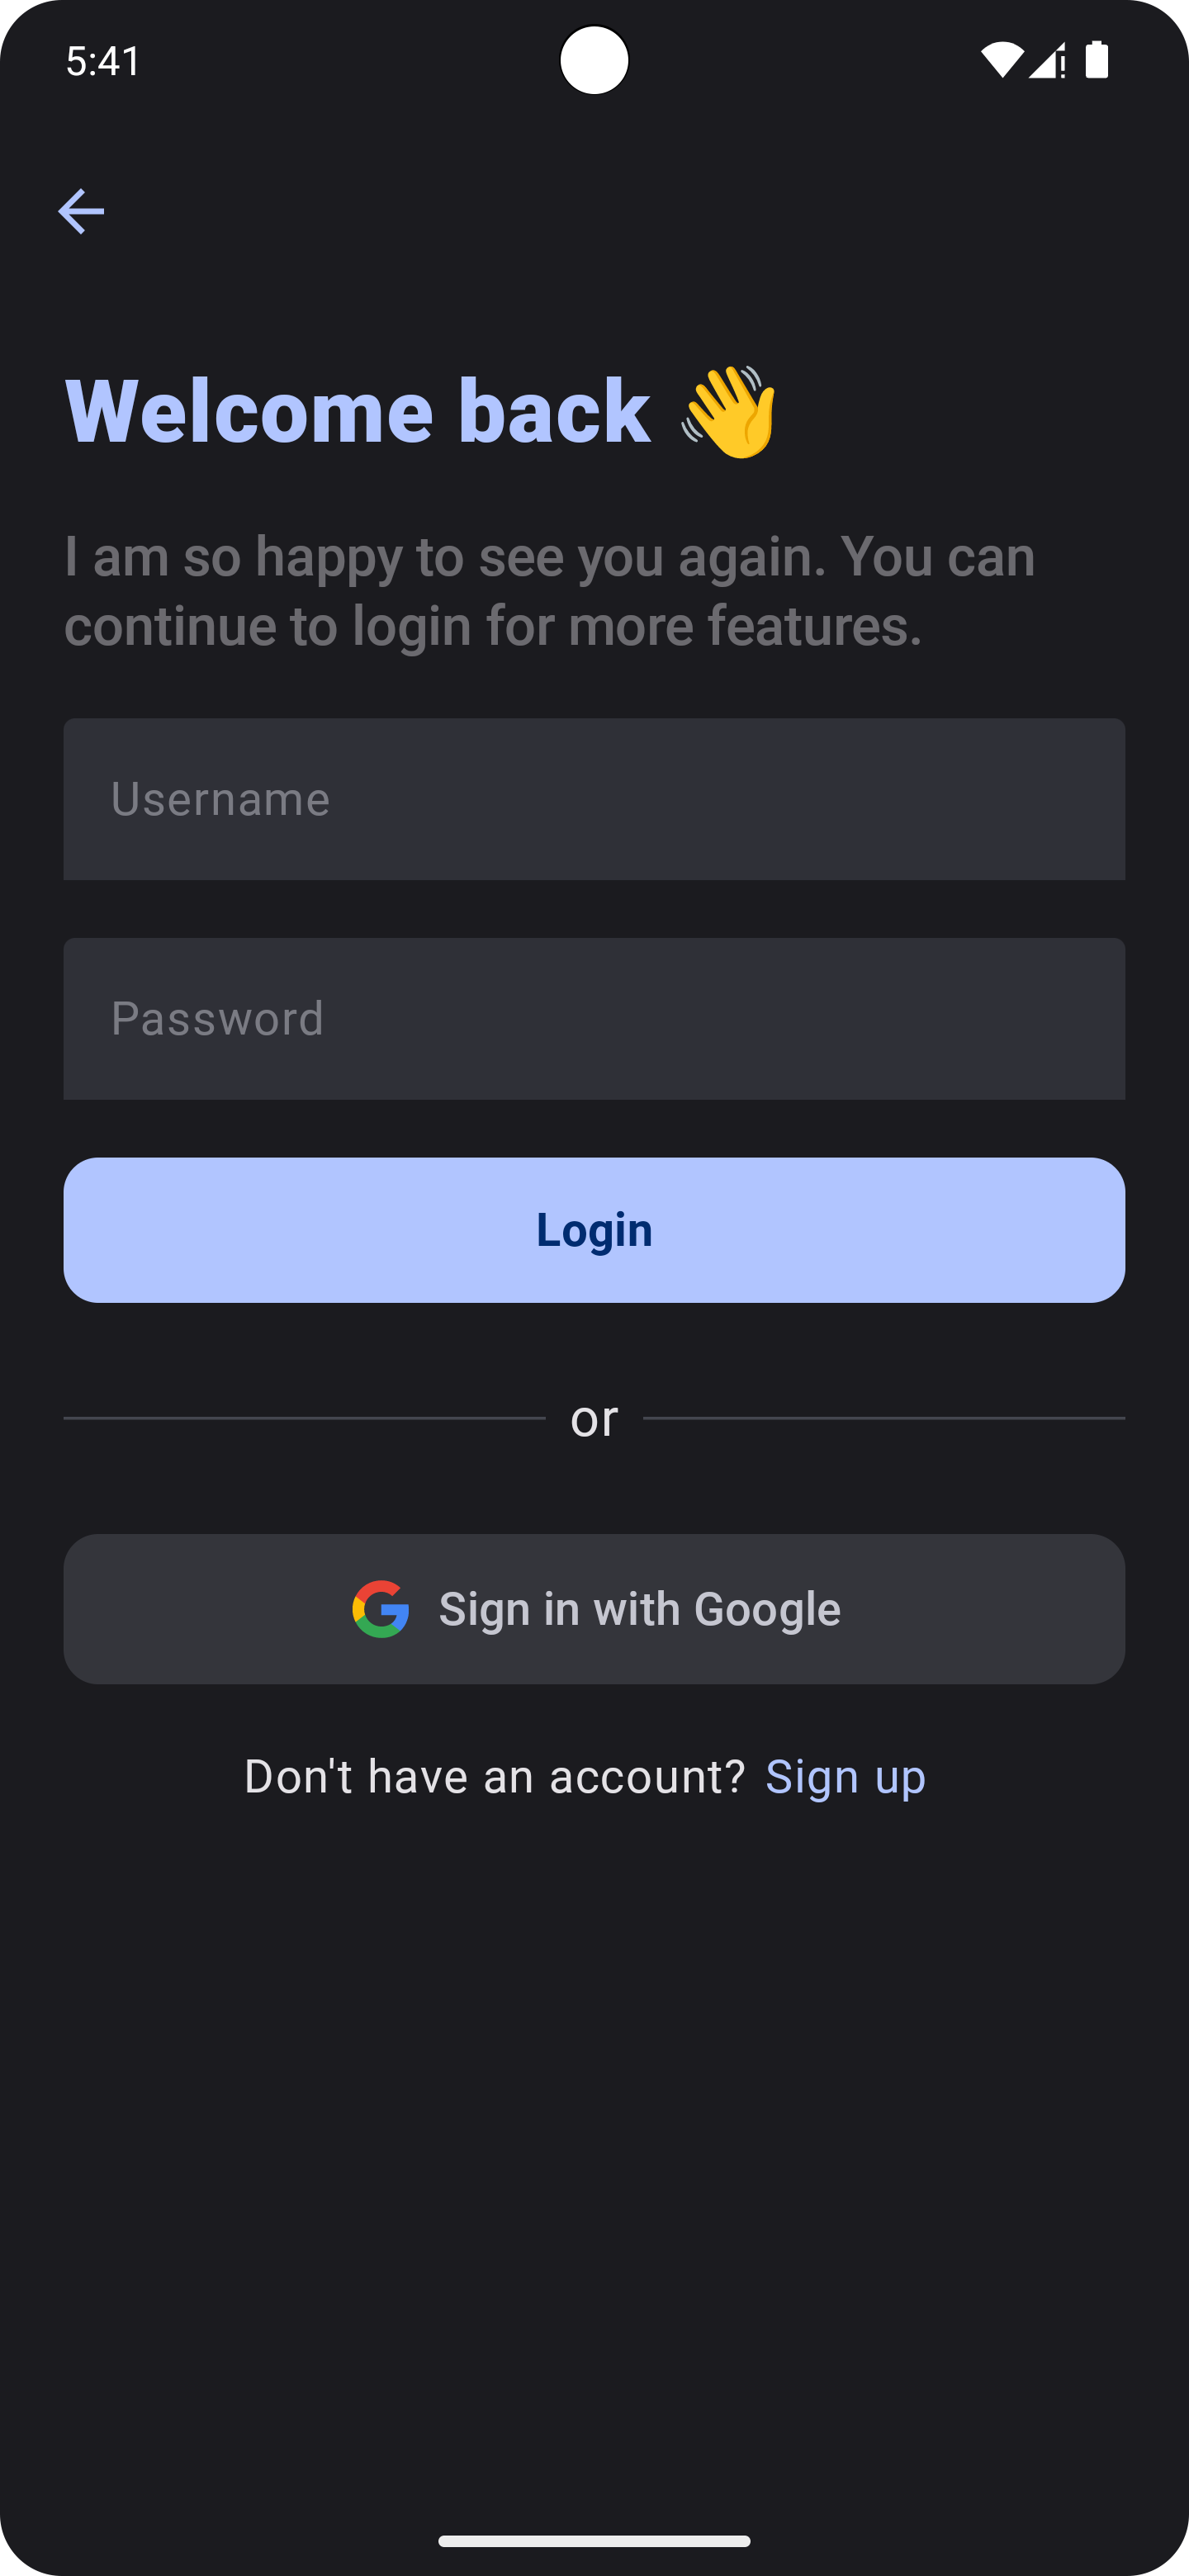 5:41
Welcome back 👋
I am so happy to see you again. You can
continue to login for more features.
Username
Password
Login
or
Sign in with Google
Don't have an account? Sign up